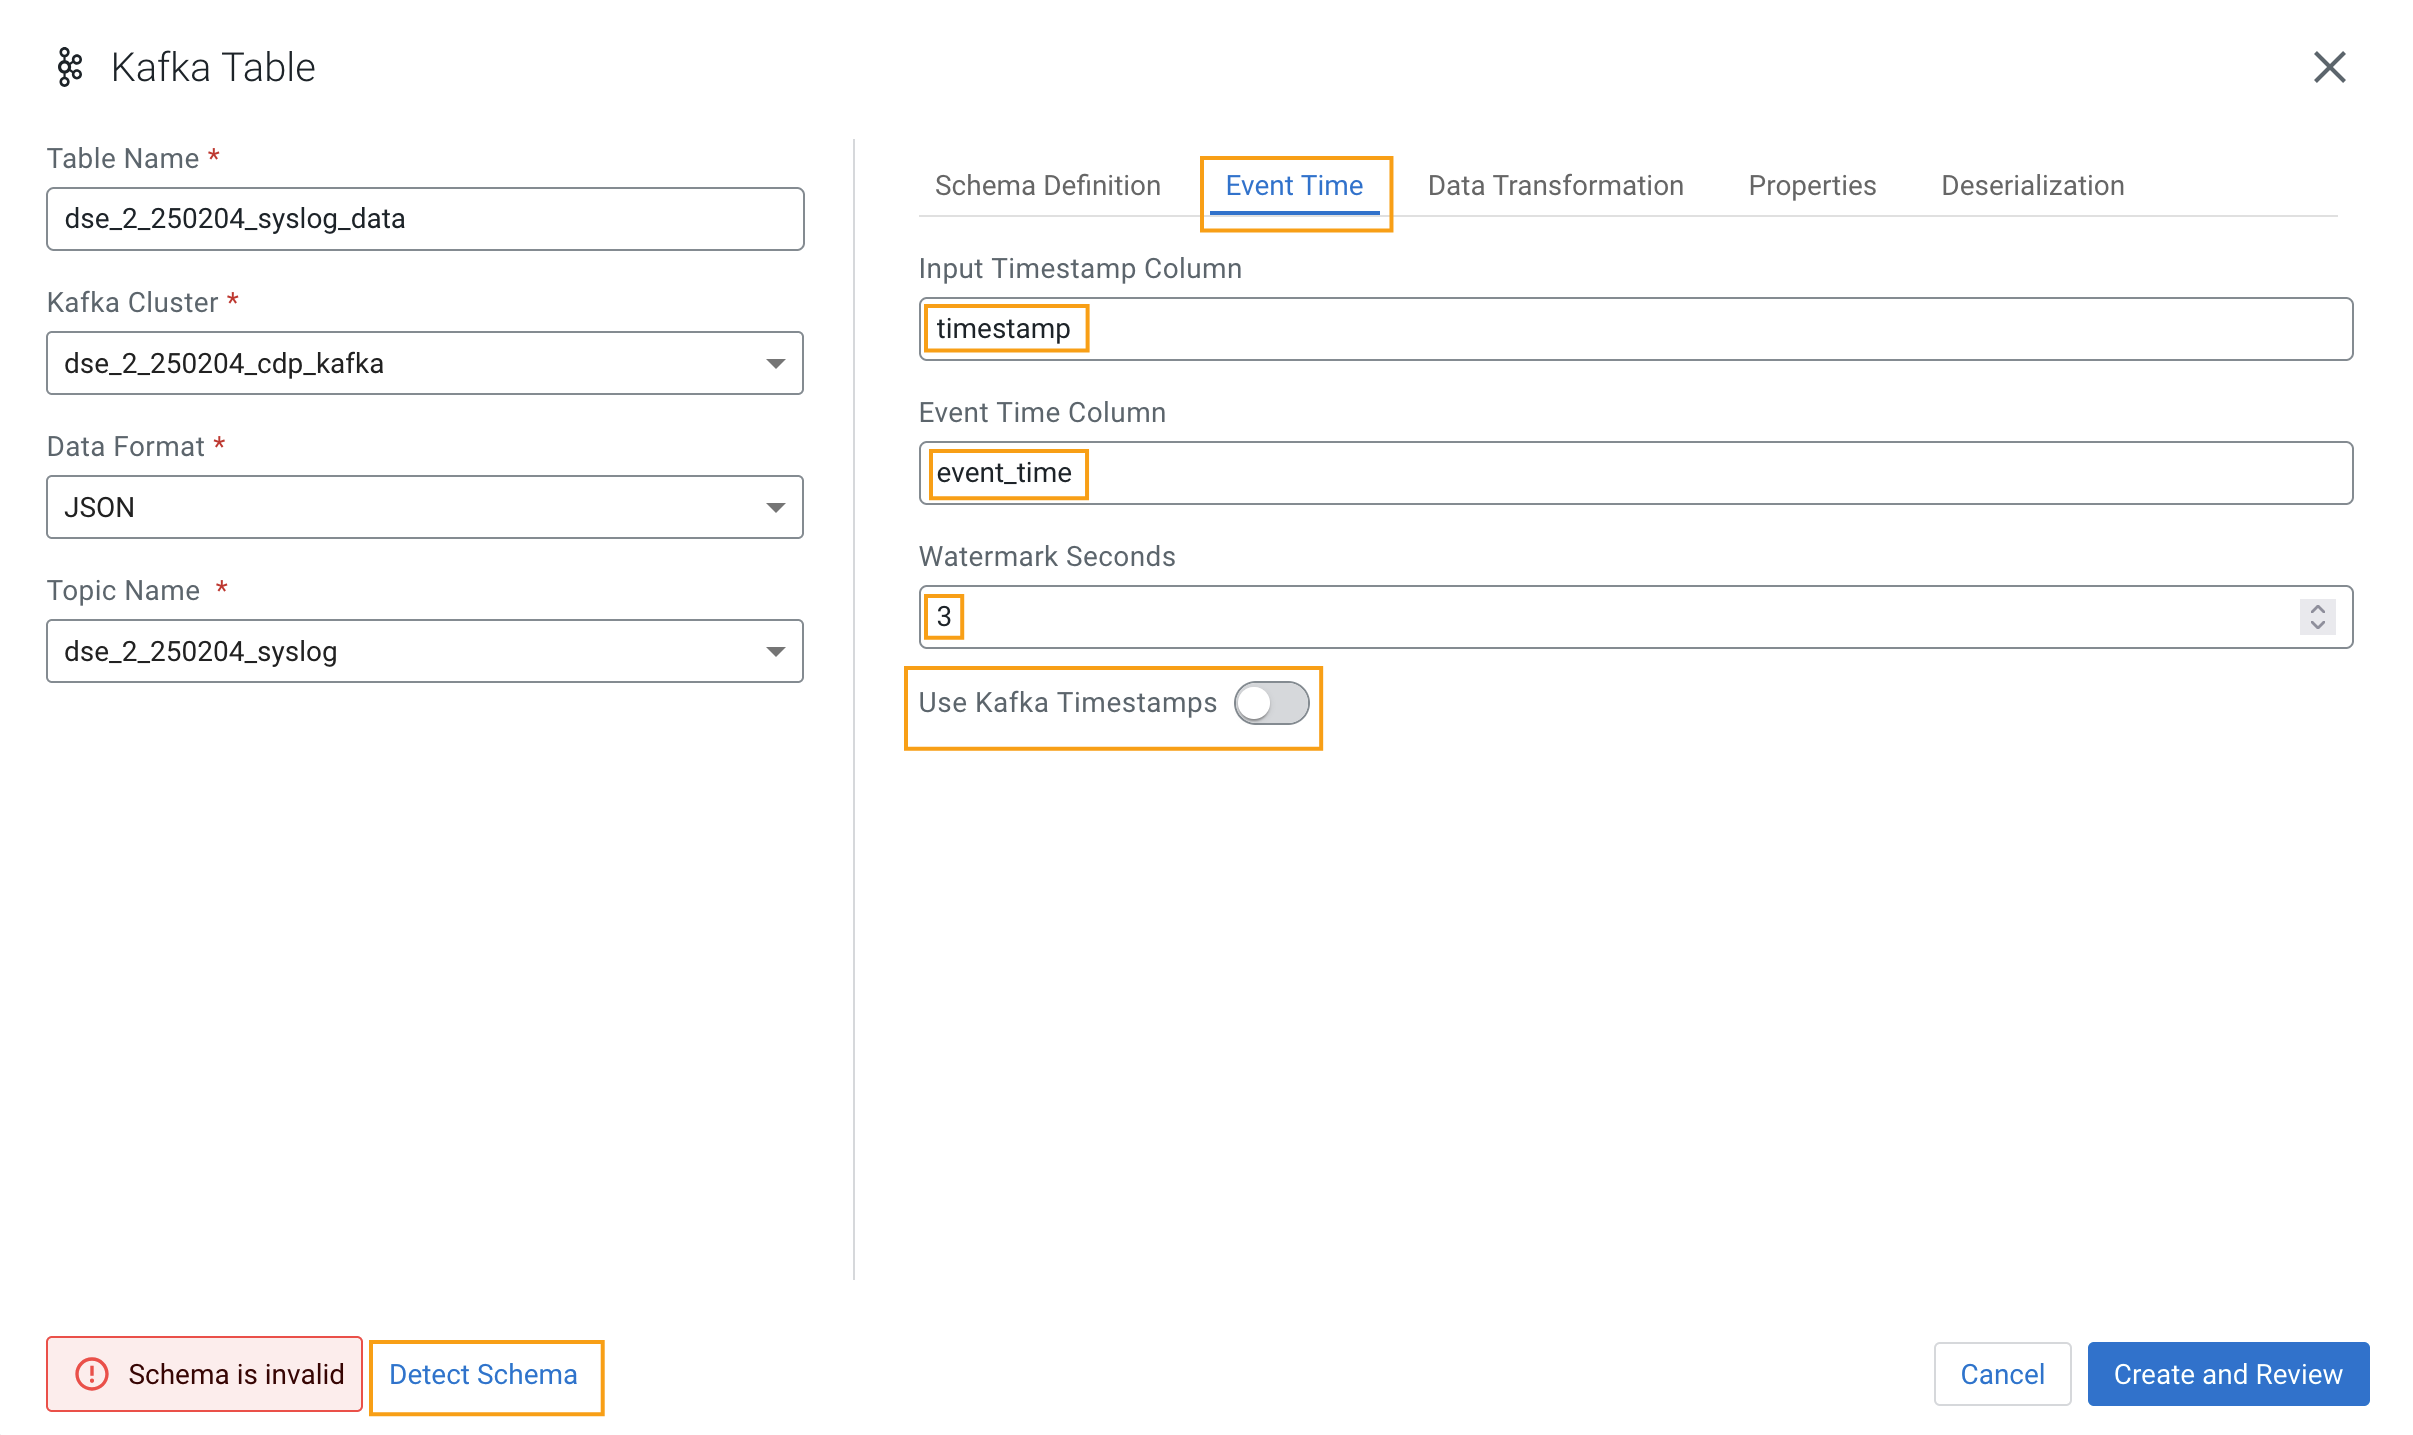 Kafka Table
Table Name *
dse_2_250204_syslog_data
Kafka Cluster *
dse_2_250204_cdp_kafka
Data Format *
JSON
Topic Name *
dse_2_250204_syslog
Schema Definition
Event Time
Data Transformation
Properties
Deserialization
Input Timestamp Column
timestamp
Event Time Column
event_time
Watermark Seconds
3
Use Kafka Timestamps
Schema is invalid
Detect Schema
Cancel
Create and Review